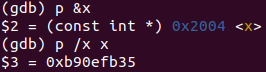 (gdb) p &x
$2 = (const int *) 0x2004 <x>
(gdb) p /x x
$3 = 0xb90efb35